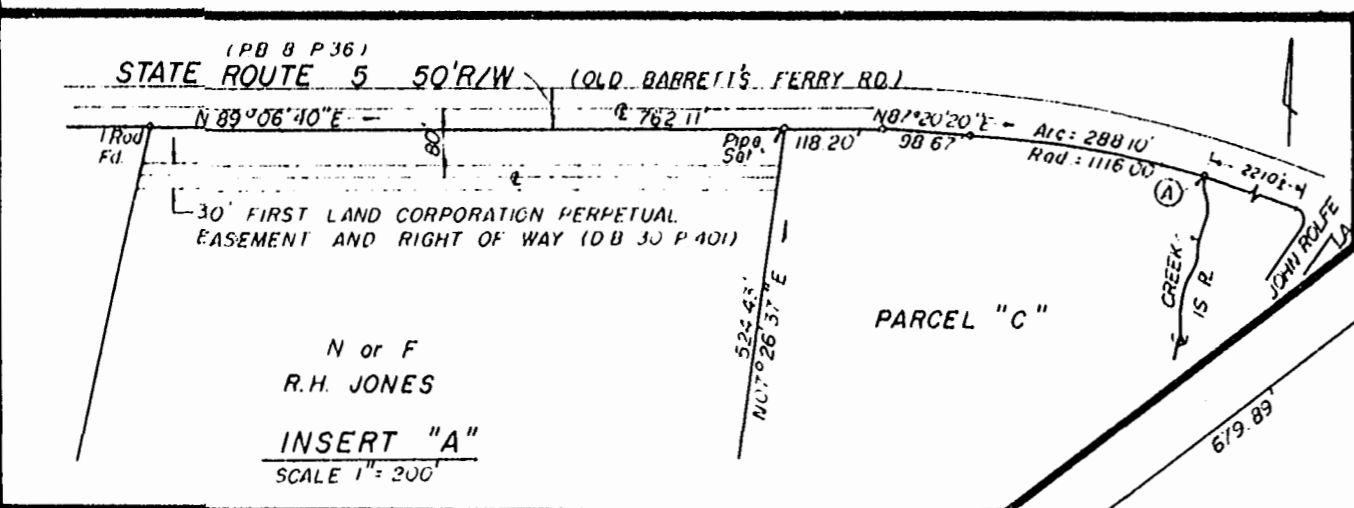 (PB 8 P 36)
STATE ROUTE 5 50'R/W (OLD BARRETT'S FERRY RD.)
N 89°06'40"E
℄ 762.11'
N87°20'20"E
Arc: 288.10'
Rad.: 1116.00'
± 2210'±
I Rod
Fd.
80'
Pipe
Set
118.20'
98.67'
A
℄
30' FIRST LAND CORPORATION PERPETUAL
EASEMENT AND RIGHT OF WAY (DB 30 P 401)
CREEK
IS ℄
JOHN ROLFE
LA
524.43'
N07°26'37"E
PARCEL "C"
N or F
R.H. JONES
INSERT "A"
SCALE 1"= 200'
679.89'